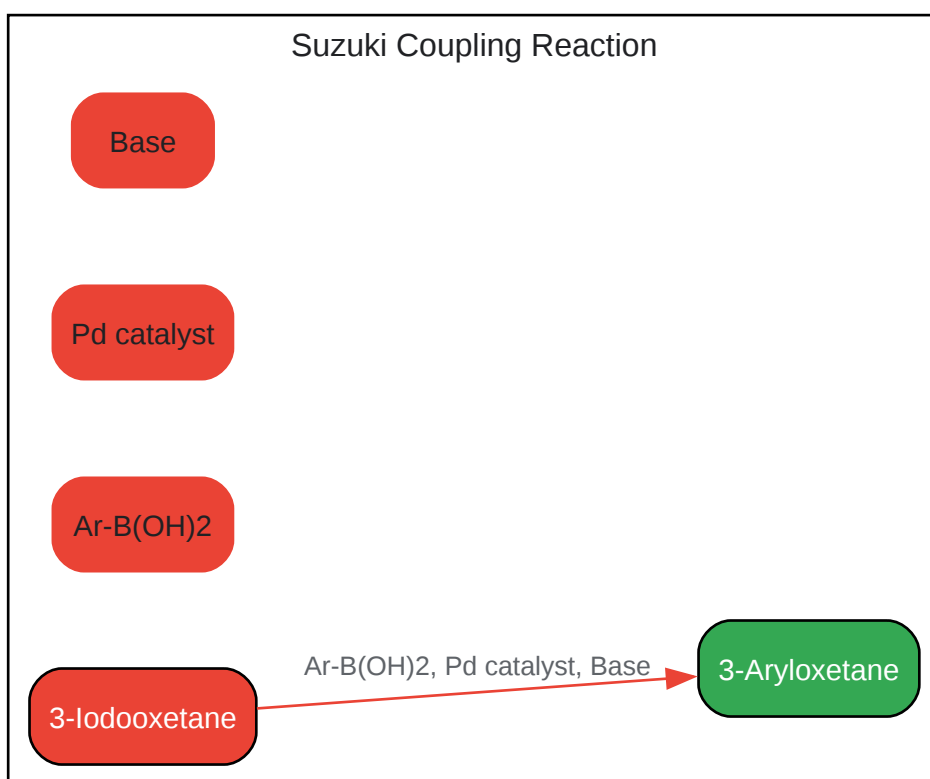 Suzuki Coupling Reaction
Base
Pd catalyst
Ar-B(OH)2
Ar-B(OH)2, Pd catalyst, Base
3-Iodooxetane
3-Aryloxetane